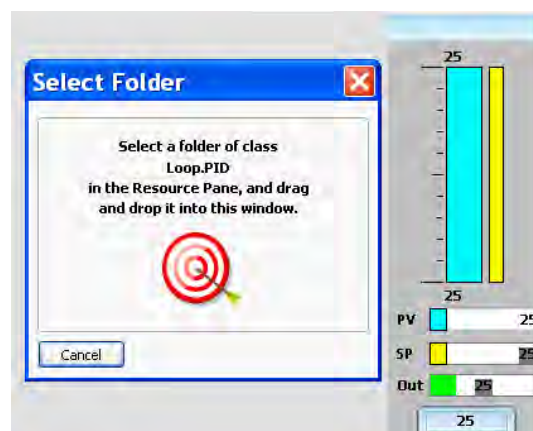 25
Select Folder
Select a folder of class
Loop.PID
in the Resource Pane, and drag
and drop it into this window.
Cancel
25
PV 25
SP 25
Out 25
25